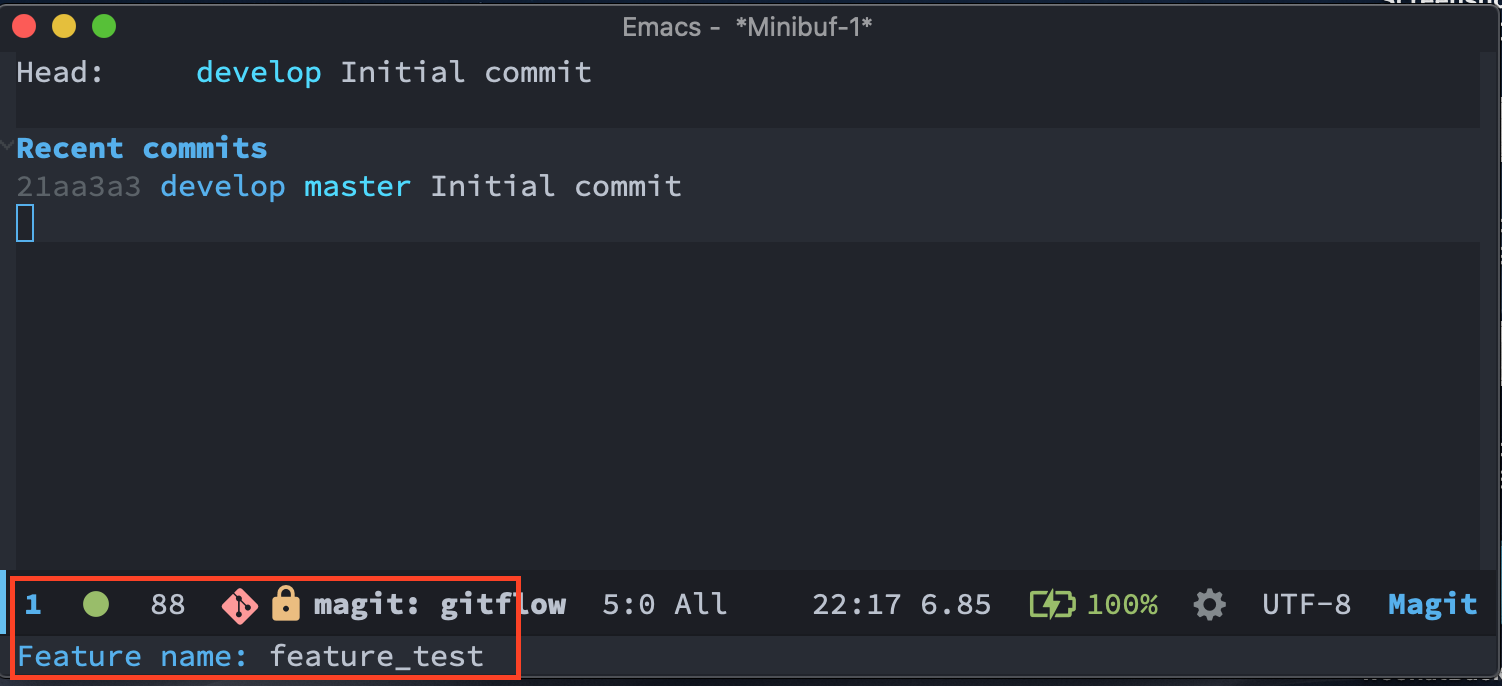 Emacs - *Minibuf-1*
Head: develop Initial commit
Recent commits
21aa3a3 develop master Initial commit
1 88 magit: gitflow 5:0 All 22:17 6.85 100% UTF-8 Magit
Feature name: feature_test